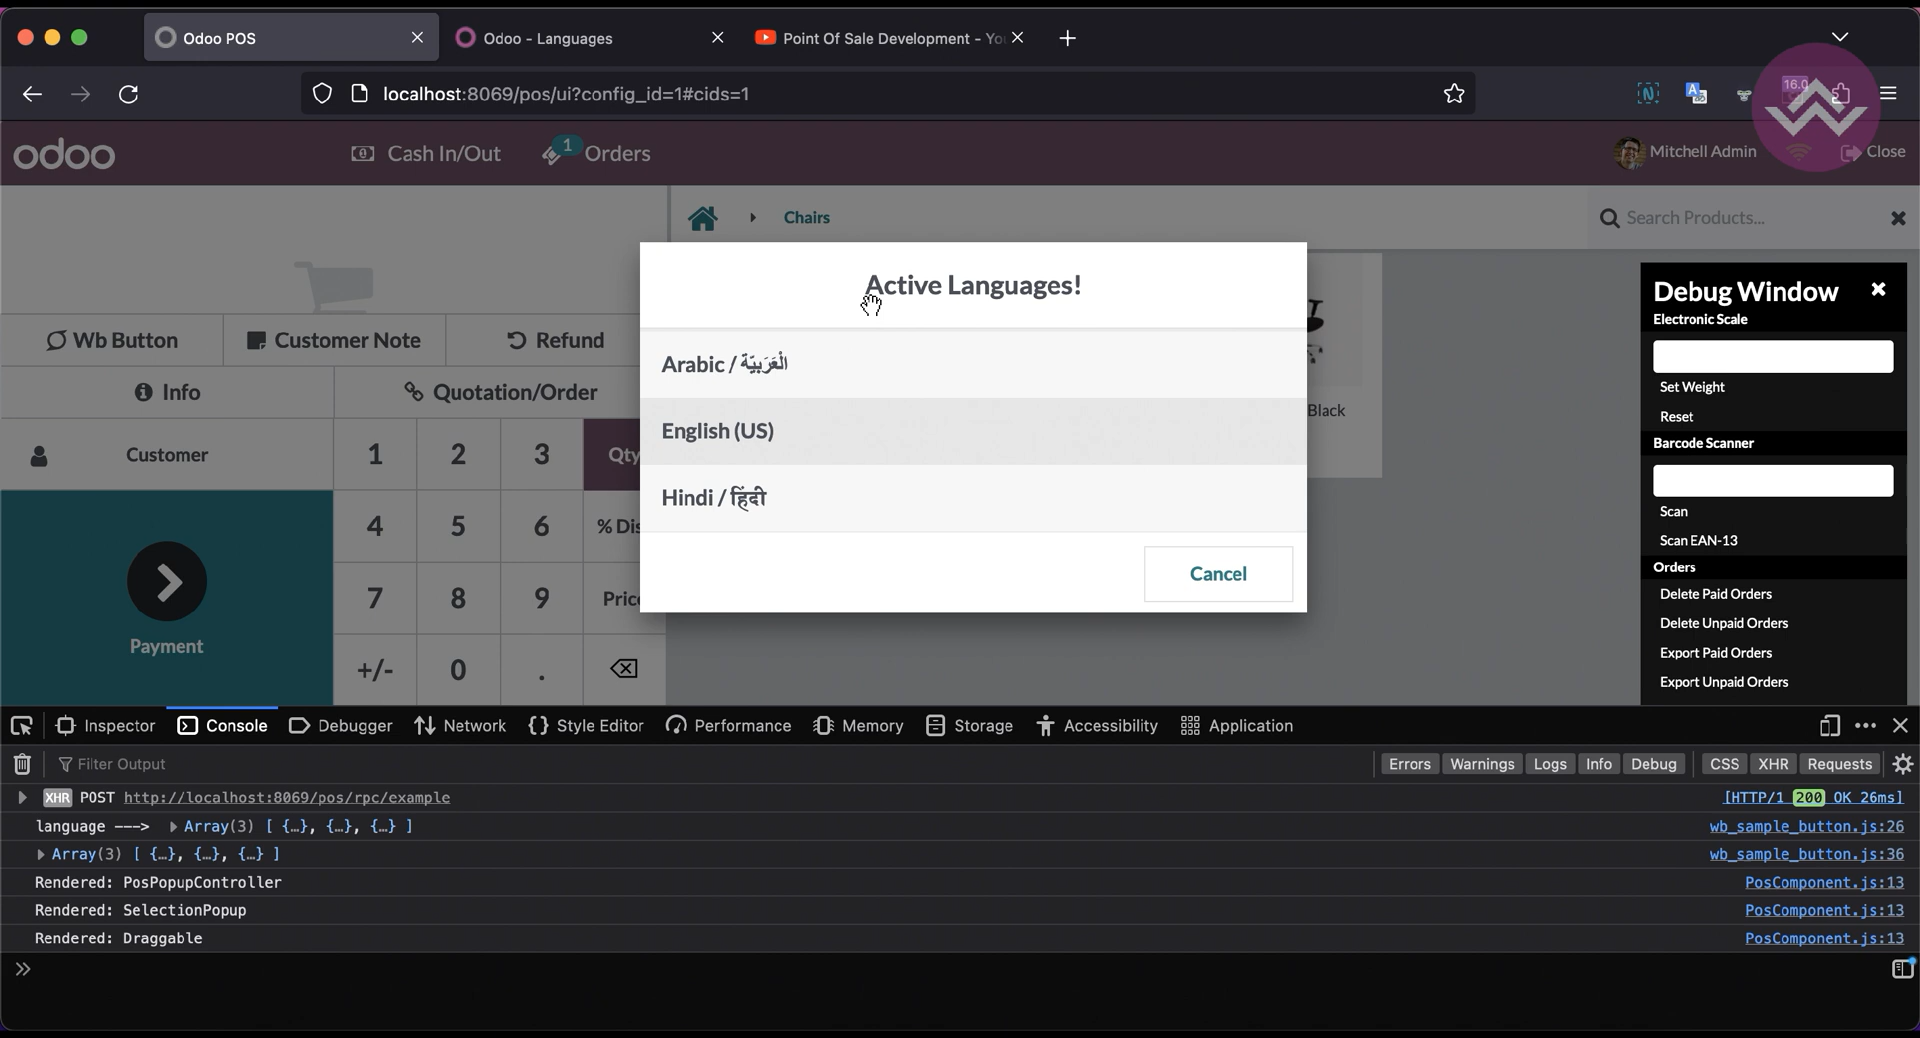 Odoo POS
Odoo - Languages
Point Of Sale Development - You
localhost:8069/pos/ui?config_id=1#cids=1
16.0
odoo
Cash In/Out
1
Orders
Mitchell Admin
Close
Chairs
Search Products...
Wb Button
Customer Note
Refund
Info
Quotation/Order
Customer
1 2 3 Qty
4 5 6 % Dis
7 8 9 Price
+/- 0 .
Payment
Active Languages!
Arabic / الْعَرَبيّة
English (US)
Hindi / हिंदी
Cancel
Black
Debug Window
Electronic Scale
Set Weight
Reset
Barcode Scanner
Scan
Scan EAN-13
Orders
Delete Paid Orders
Delete Unpaid Orders
Export Paid Orders
Export Unpaid Orders
Inspector Console Debugger Network Style Editor Performance Memory Storage Accessibility Application
Filter Output
Errors Warnings Logs Info Debug CSS XHR Requests
XHR POST http://localhost:8069/pos/rpc/example [HTTP/1 200 OK 26ms]
language ---> Array(3) [ {…}, {…}, {…} ] wb_sample_button.js:26
Array(3) [ {…}, {…}, {…} ] wb_sample_button.js:36
Rendered: PosPopupController PosComponent.js:13
Rendered: SelectionPopup PosComponent.js:13
Rendered: Draggable PosComponent.js:13